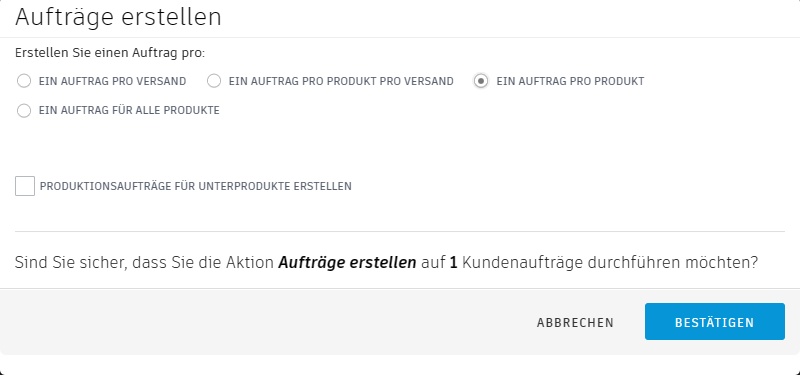 Aufträge erstellen
Erstellen Sie einen Auftrag pro:
EIN AUFTRAG PRO VERSAND EIN AUFTRAG PRO PRODUKT PRO VERSAND EIN AUFTRAG PRO PRODUKT
EIN AUFTRAG FÜR ALLE PRODUKTE
PRODUKTIONSAUFTRÄGE FÜR UNTERPRODUKTE ERSTELLEN
Sind Sie sicher, dass Sie die Aktion Aufträge erstellen auf 1 Kundenaufträge durchführen möchten?
ABBRECHEN BESTÄTIGEN